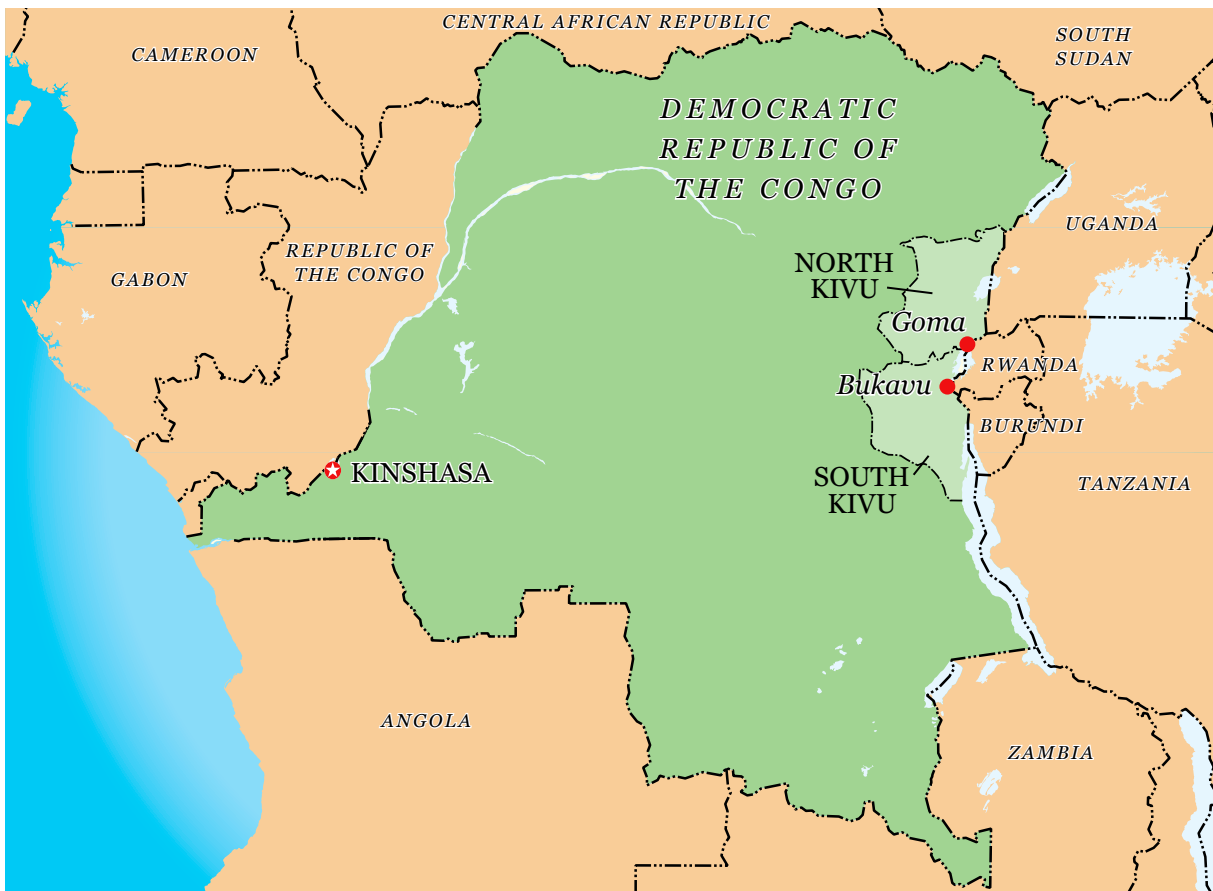 CENTRAL AFRICAN REPUBLIC
CAMEROON
SOUTH
SUDAN
DEMOCRATIC
REPUBLIC OF
THE CONGO
UGANDA
REPUBLIC OF
THE CONGO
GABON
NORTH
KIVU
Goma
RWANDA
Bukavu
BURUNDI
KINSHASA
SOUTH
KIVU
TANZANIA
ANGOLA
ZAMBIA